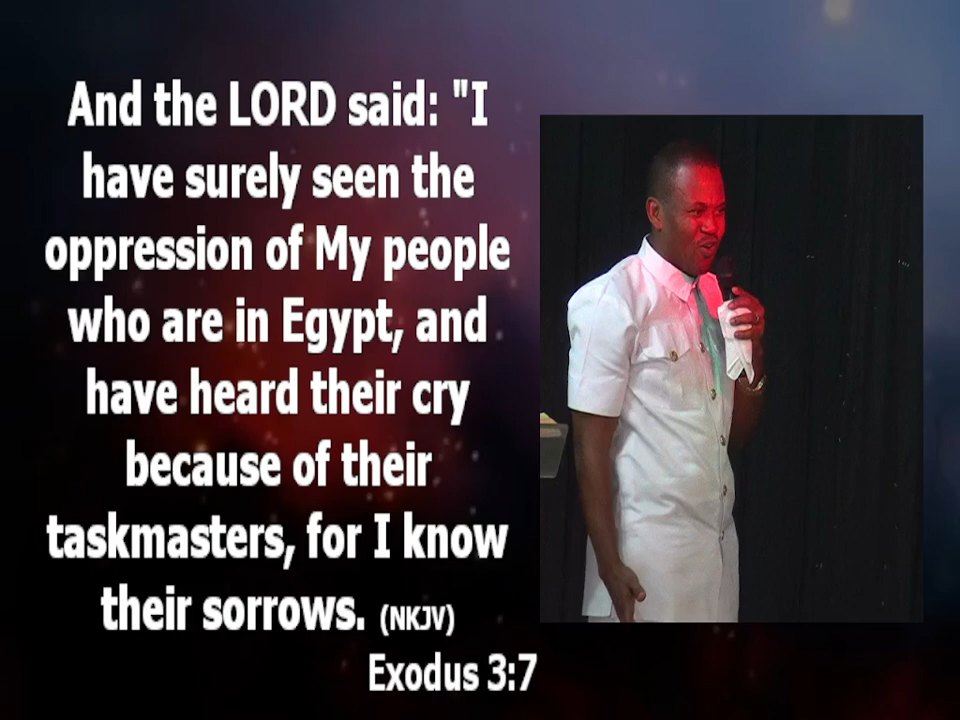 And the LORD said: "I
have surely seen the
oppression of My people
who are in Egypt, and
have heard their cry
because of their
taskmasters, for I know
their sorrows. (NKJV)
Exodus 3:7